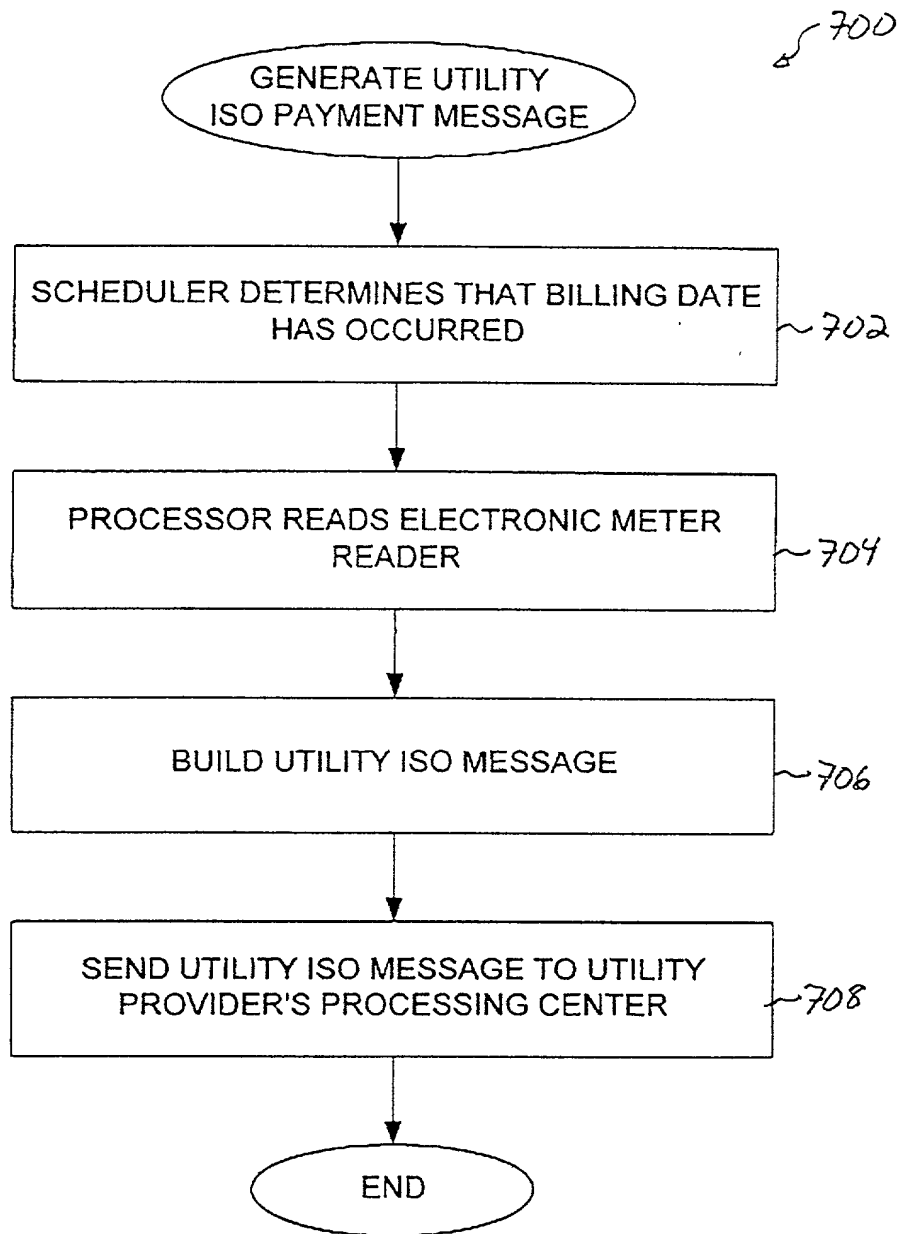 700
GENERATE UTILITY
ISO PAYMENT MESSAGE
SCHEDULER DETERMINES THAT BILLING DATE
HAS OCCURRED
702
PROCESSOR READS ELECTRONIC METER
READER
704
BUILD UTILITY ISO MESSAGE
706
SEND UTILITY ISO MESSAGE TO UTILITY
PROVIDER'S PROCESSING CENTER
708
END